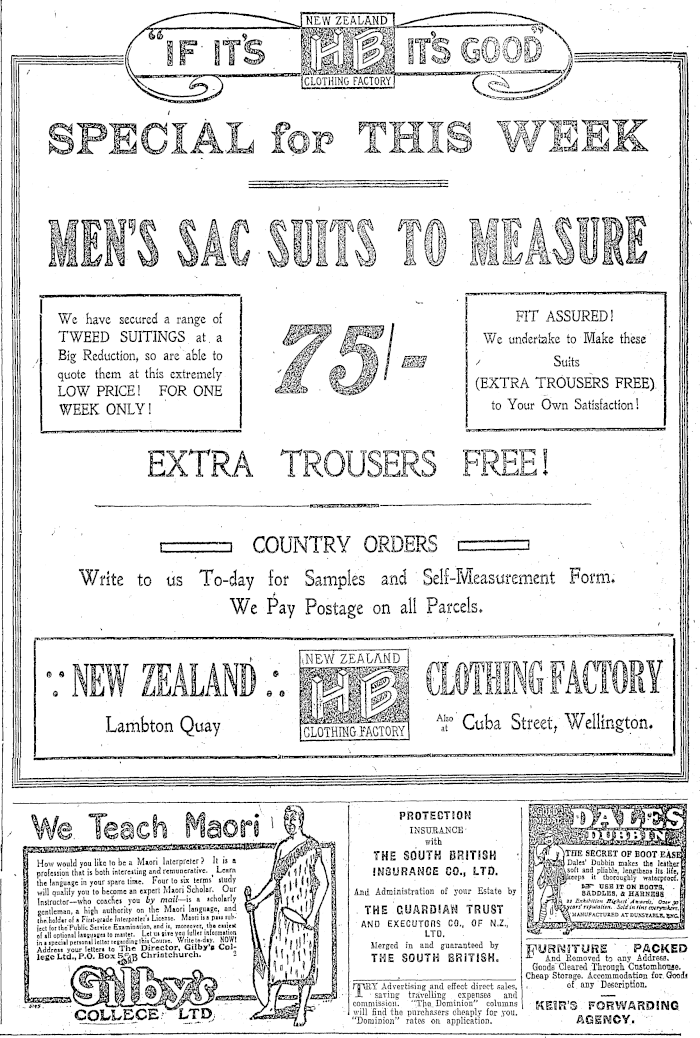 "IF IT'S
NEW ZEALAND
HB
CLOTHING FACTORY
IT'S GOOD"
SPECIAL for THIS WEEK
MEN'S SAC SUITS TO MEASURE
We have secured a range of
TWEED SUITINGS at a
Big Reduction, so are able to
quote them at this extremely
LOW PRICE! FOR ONE
WEEK ONLY!
75/-
FIT ASSURED!
We undertake to Make these
Suits
(EXTRA TROUSERS FREE)
to Your Own Satisfaction!
EXTRA TROUSERS FREE!
COUNTRY ORDERS
Write to us To-day for Samples and Self-Measurement Form.
We Pay Postage on all Parcels.
NEW ZEALAND
Lambton Quay
NEW ZEALAND
HB
CLOTHING FACTORY
CLOTHING FACTORY
Also at Cuba Street, Wellington.
We Teach Maori
How would you like to be a Maori Interpreter? It is a
profession that is both interesting and remunerative. Learn
the language in your spare time. Four to six terms' study
will qualify you to become an expert Maori Scholar. Our
Instructor—who coaches you by mail—is a scholarly
gentleman, a high authority on the Maori language, and
the holder of a First-grade Interpreter's License. Maori is a pass sub-
ject for the Public Service Examination, and is, moreover, the easiest
of all optional languages to master. Let us give you fuller information
in a special personal letter regarding this Course. Write to-day. NOW!
Address your letters to The Director, Gilby's Col-
lege Ltd., P.O. Box Christchurch.
Gilby's
COLLEGE LTD
PROTECTION
INSURANCE
with
THE SOUTH BRITISH
INSURANCE CO., LTD.
And Administration of your Estate by
THE GUARDIAN TRUST
AND EXECUTORS CO., OF N.Z.,
LTD.
Merged in and guaranteed by
THE SOUTH BRITISH.
TRY Advertising and effect direct sales,
saving travelling expenses and
commission. "The Dominion" columns
will find the purchasers cheaply for you.
"Dominion" rates on application.
DALES
DUBBIN
THE SECRET OF BOOT EASE
Dales' Dubbin makes the leather
soft and pliable, lengthens its life,
keeps it thoroughly waterproof.
USE IT ON BOOTS,
SADDLES, & HARNESS
Exhibition Highest Awards. Over
years' reputation. Sold in tins everywhere.
MANUFACTURED AT DUNSTABLE, ENG.
FURNITURE PACKED
And Removed to any Address.
Goods Cleared Through Customhouse.
Cheap Storage. Accommodation for Goods
of any Description.
KEIR'S FORWARDING
AGENCY.